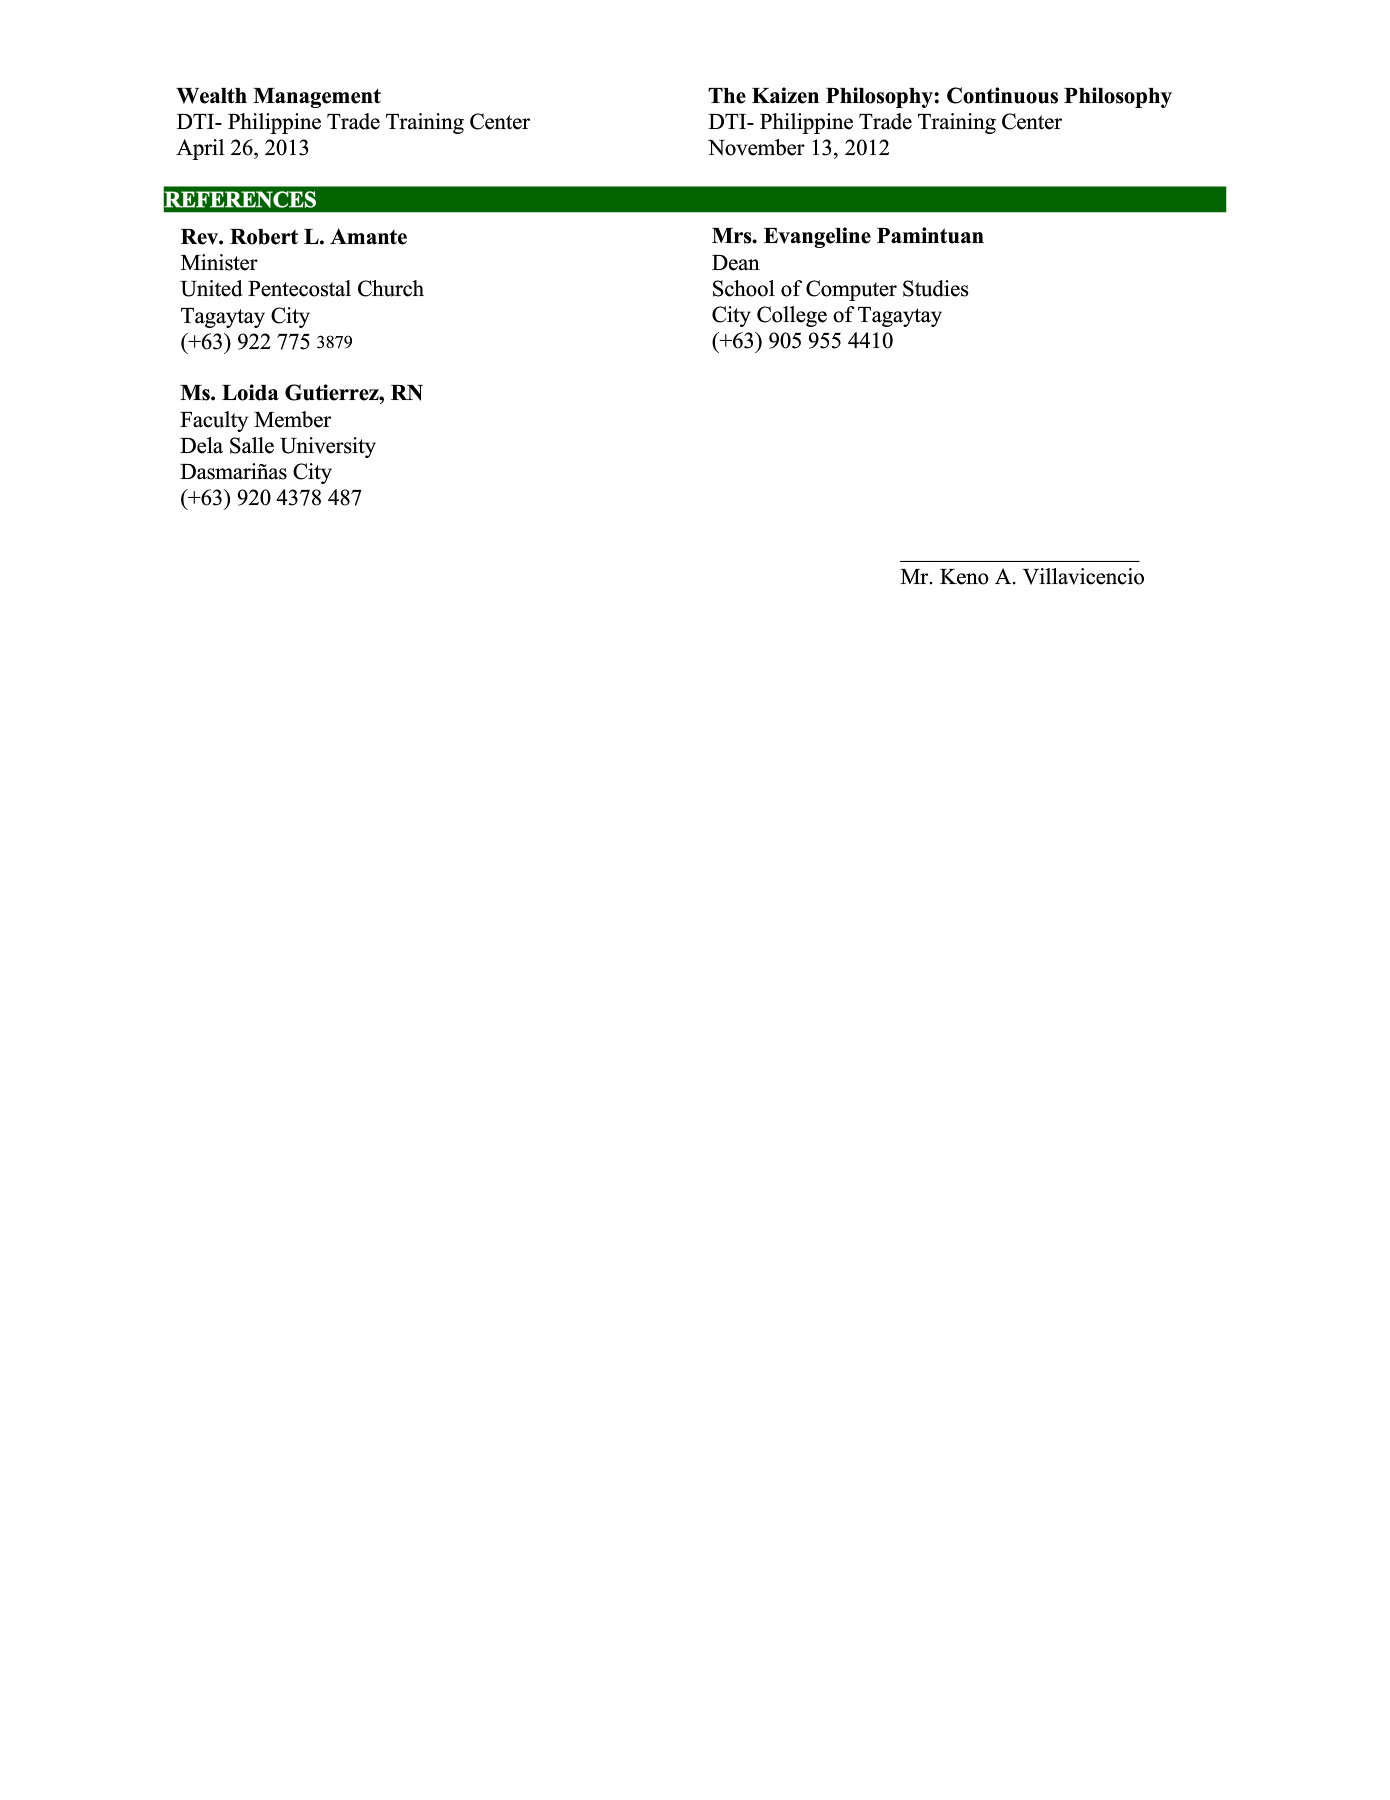 Wealth Management
DTI- Philippine Trade Training Center
April 26, 2013
The Kaizen Philosophy: Continuous Philosophy
DTI- Philippine Trade Training Center
November 13, 2012
REFERENCES
Rev. Robert L. Amante
Minister
United Pentecostal Church
Tagaytay City
(+63) 922 775 3879
Mrs. Evangeline Pamintuan
Dean
School of Computer Studies
City College of Tagaytay
(+63) 905 955 4410
Ms. Loida Gutierrez, RN
Faculty Member
Dela Salle University
Dasmariñas City
(+63) 920 4378 487
Mr. Keno A. Villavicencio